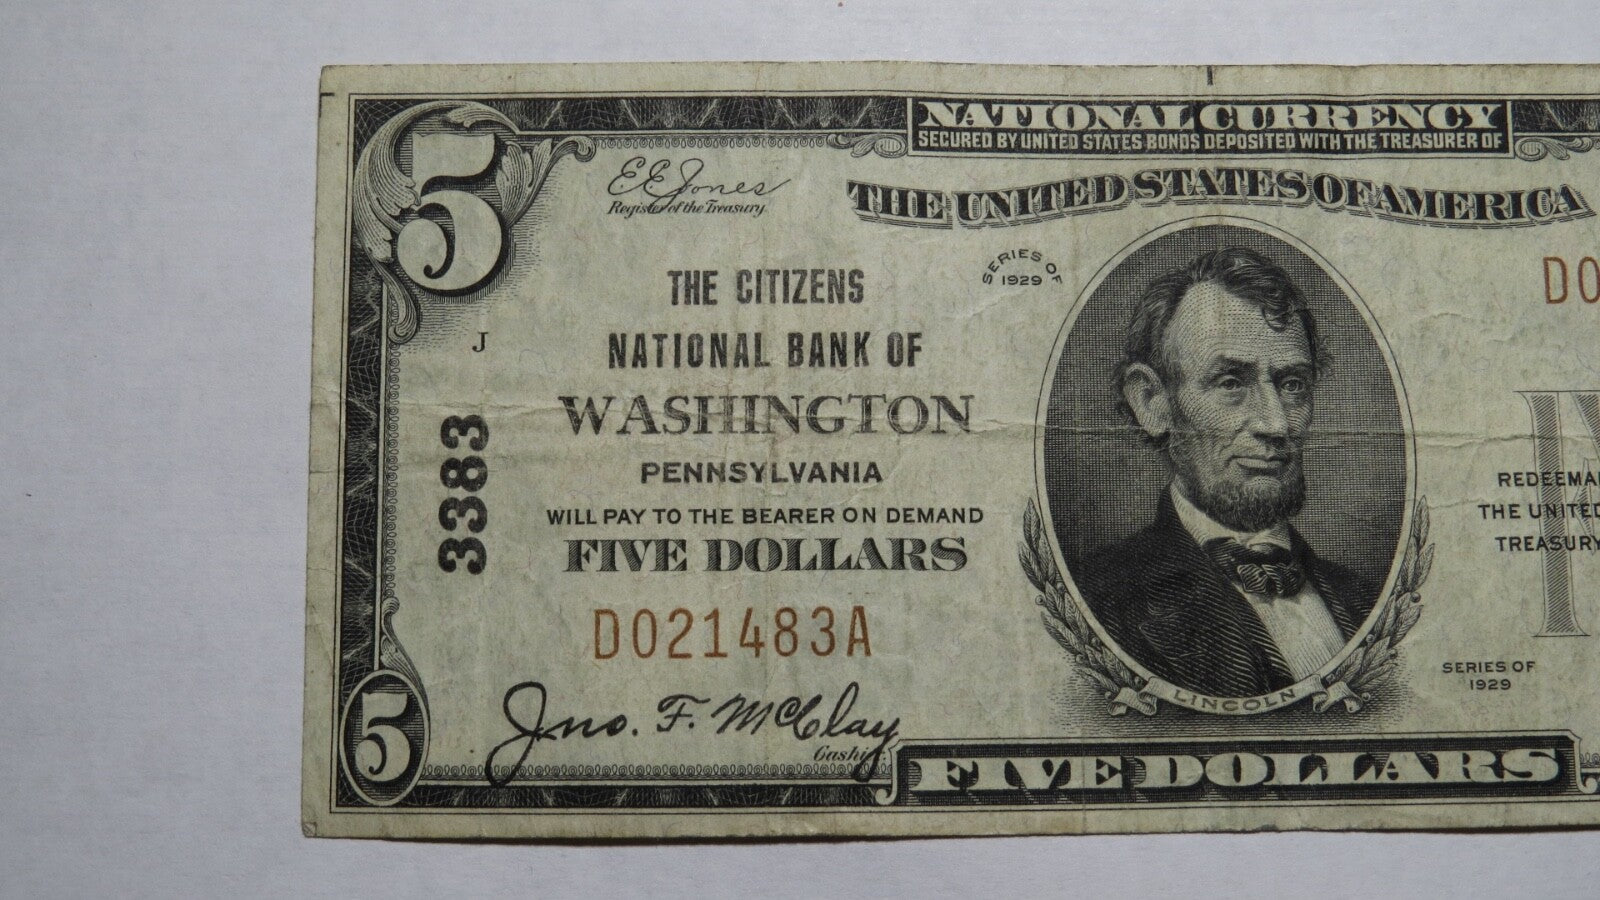 NATIONAL CURRENCY
SECURED BY UNITED STATES BONDS DEPOSITED WITH THE TREASURER OF
THE UNITED STATES OF AMERICA
5
E E Jones
Register of the Treasury
SERIES OF
1929
D0
THE CITIZENS
NATIONAL BANK OF
WASHINGTON
PENNSYLVANIA
J
3383
WILL PAY TO THE BEARER ON DEMAND
FIVE DOLLARS
D021483A
Jno. F. McClay
Cashier
5
LINCOLN
REDEEMA
THE UNITED
TREASURY
SERIES OF
1929
FIVE DOLLARS